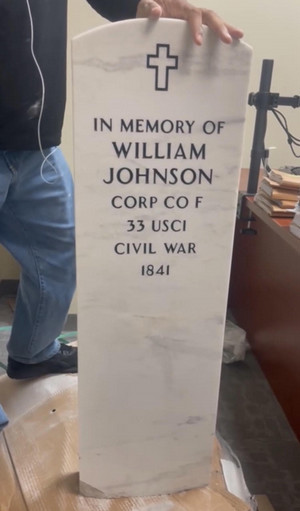 IN MEMORY OF
WILLIAM
JOHNSON
CORP CO F
33 USCI
CIVIL WAR
1841